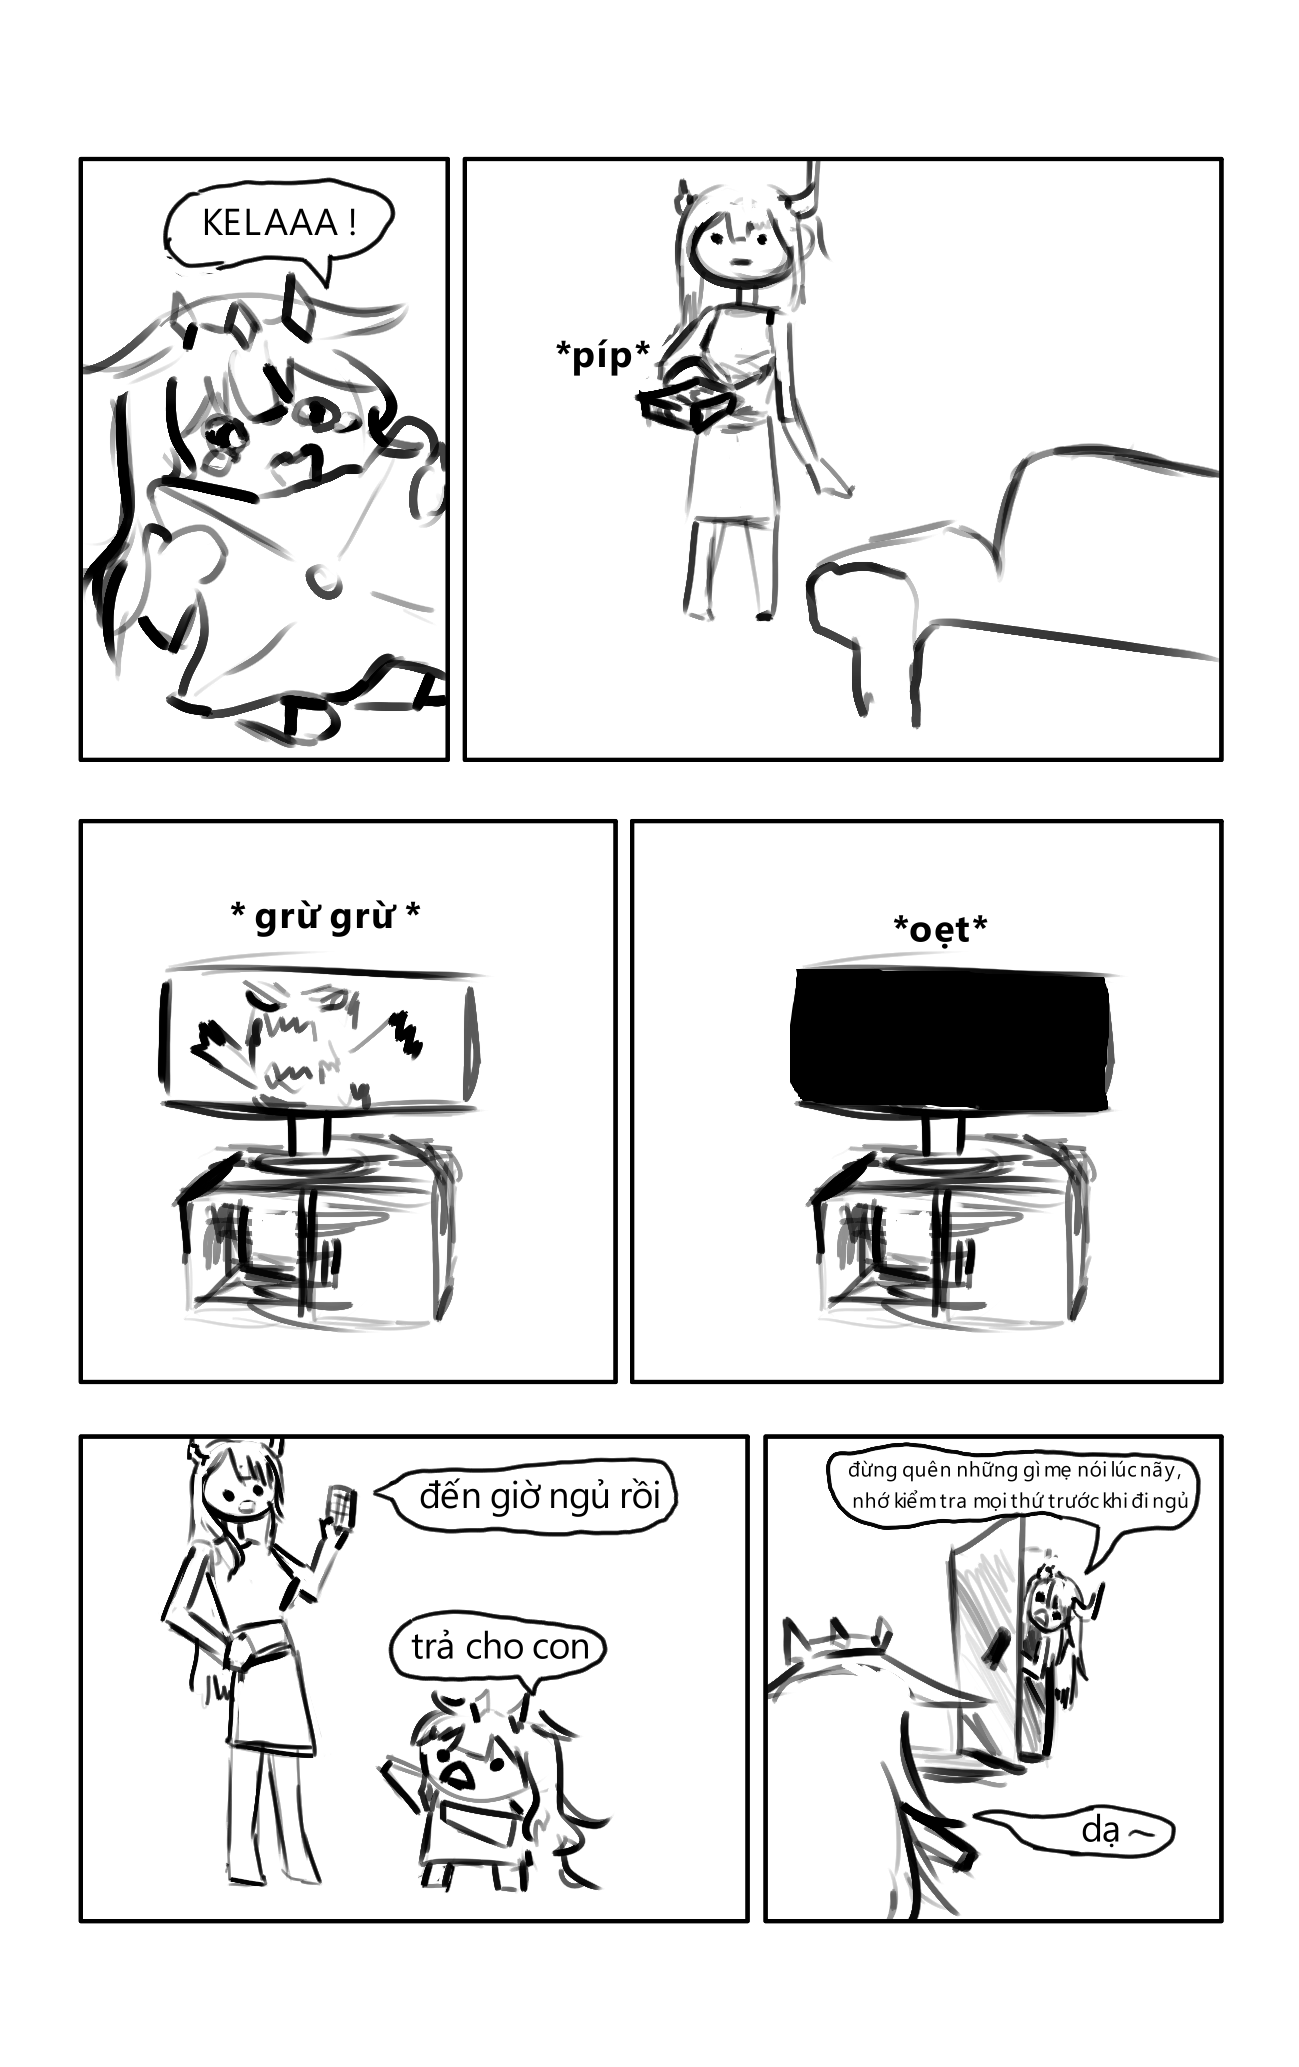 KELAAA !
*píp*
* grừ grừ *
*oẹt*
đến giờ ngủ rồi
trả cho con
đừng quên những gì mẹ nói lúc nãy,
nhớ kiểm tra mọi thứ trước khi đi ngủ
dạ ~